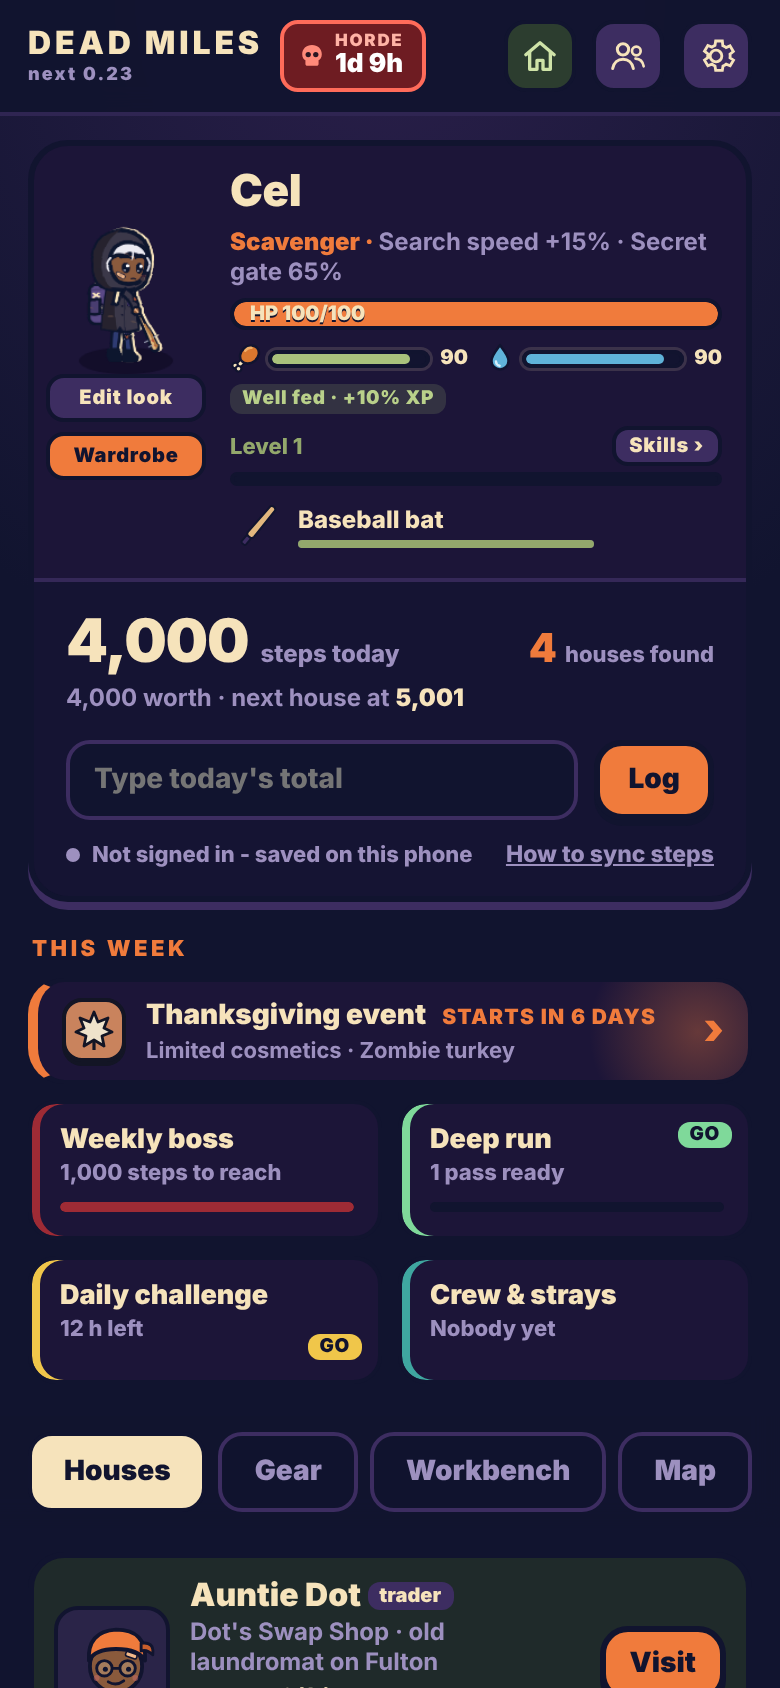 DEAD MILES
next 0.23
HORDE
1d 9h
Cel
Scavenger · Search speed +15% · Secret
gate 65%
HP 100/100
90
90
Well fed · +10% XP
Level 1
Skills ›
Edit look
Wardrobe
Baseball bat
4,000 steps today
4 houses found
4,000 worth · next house at 5,001
Type today's total
Log
Not signed in - saved on this phone
How to sync steps
THIS WEEK
Thanksgiving event STARTS IN 6 DAYS
Limited cosmetics · Zombie turkey
›
Weekly boss
1,000 steps to reach
Deep run
GO
1 pass ready
Daily challenge
12 h left
GO
Crew & strays
Nobody yet
Houses
Gear
Workbench
Map
Auntie Dot trader
Dot's Swap Shop · old
laundromat on Fulton
Visit